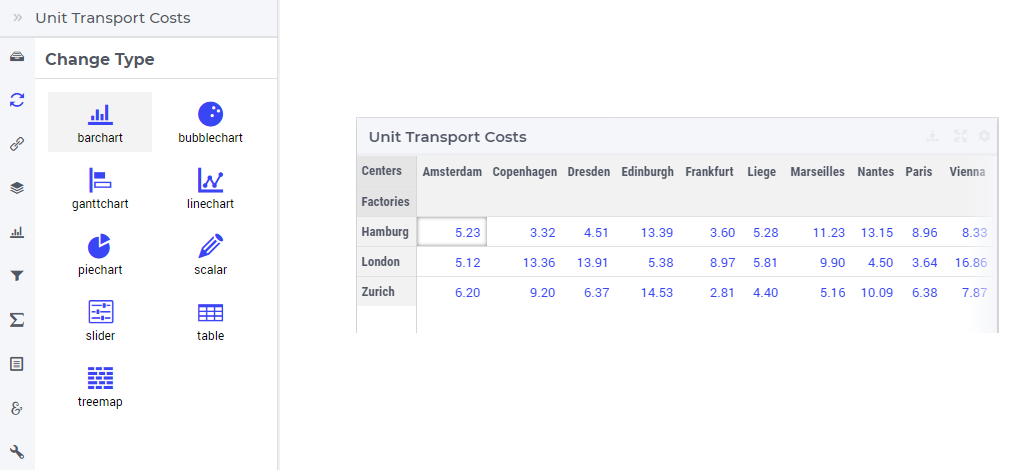 Unit Transport Costs
Change Type
barchart bubblechart
ganttchart linechart
piechart scalar
slider table
treemap
Unit Transport Costs
Centers Amsterdam Copenhagen Dresden Edinburgh Frankfurt Liege Marseilles Nantes Paris Vienna
Factories
Hamburg 5.23 3.32 4.51 13.39 3.60 5.28 11.23 13.15 8.96 8.33
London 5.12 13.36 13.91 5.38 8.97 5.81 9.90 4.50 3.64 16.86
Zurich 6.20 9.20 6.37 14.53 2.81 4.40 5.16 10.09 6.38 7.87